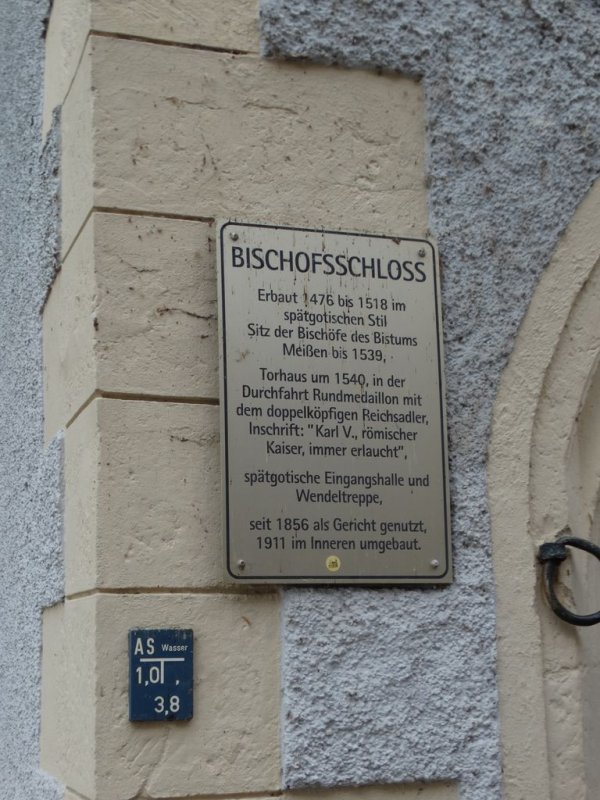 BISCHOFSSCHLOSS
Erbaut 1476 bis 1518 im
spätgotischen Stil
Sitz der Bischöfe des Bistums
Meißen bis 1539,
Torhaus um 1540, in der
Durchfahrt Rundmedaillon mit
dem doppelköpfigen Reichsadler,
Inschrift: "Karl V., römischer
Kaiser, immer erlaucht",
spätgotische Eingangshalle und
Wendeltreppe,
seit 1856 als Gericht genutzt,
1911 im Inneren umgebaut.
AS Wasser
1,0 ,
3,8